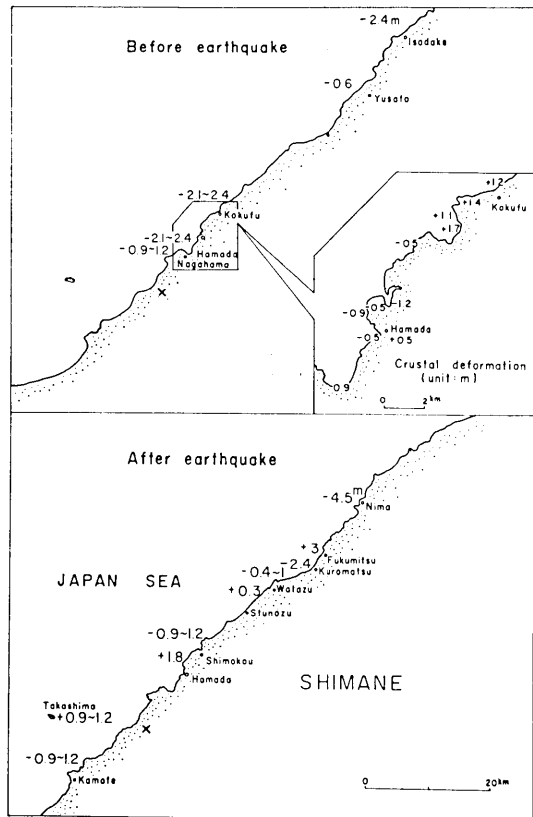 Before earthquake
-2.4m
Isodake
-0.6
Yusato
-2.1~2.4
Kokufu
-2.1~2.4
-0.9~1.2
Hamada
Nagahama
×
+1.2
+1.4
Kokufu
+1.1
+1.7
-0.5
-0.5
-1.2
-0.9
Hamada
-0.5
+0.5
0.9
Crustal deformation
(unit=m)
0 2 km
After earthquake
-4.5m
Nima
+3
Fukumitsu
-2.4
Kuromatsu
-0.4~1
Watazu
JAPAN SEA
+0.3
Stunozu
-0.9~1.2
Shimokou
+1.8
Hamada
SHIMANE
Takashima
+0.9~1.2
×
-0.9~1.2
Kamate
0 20km